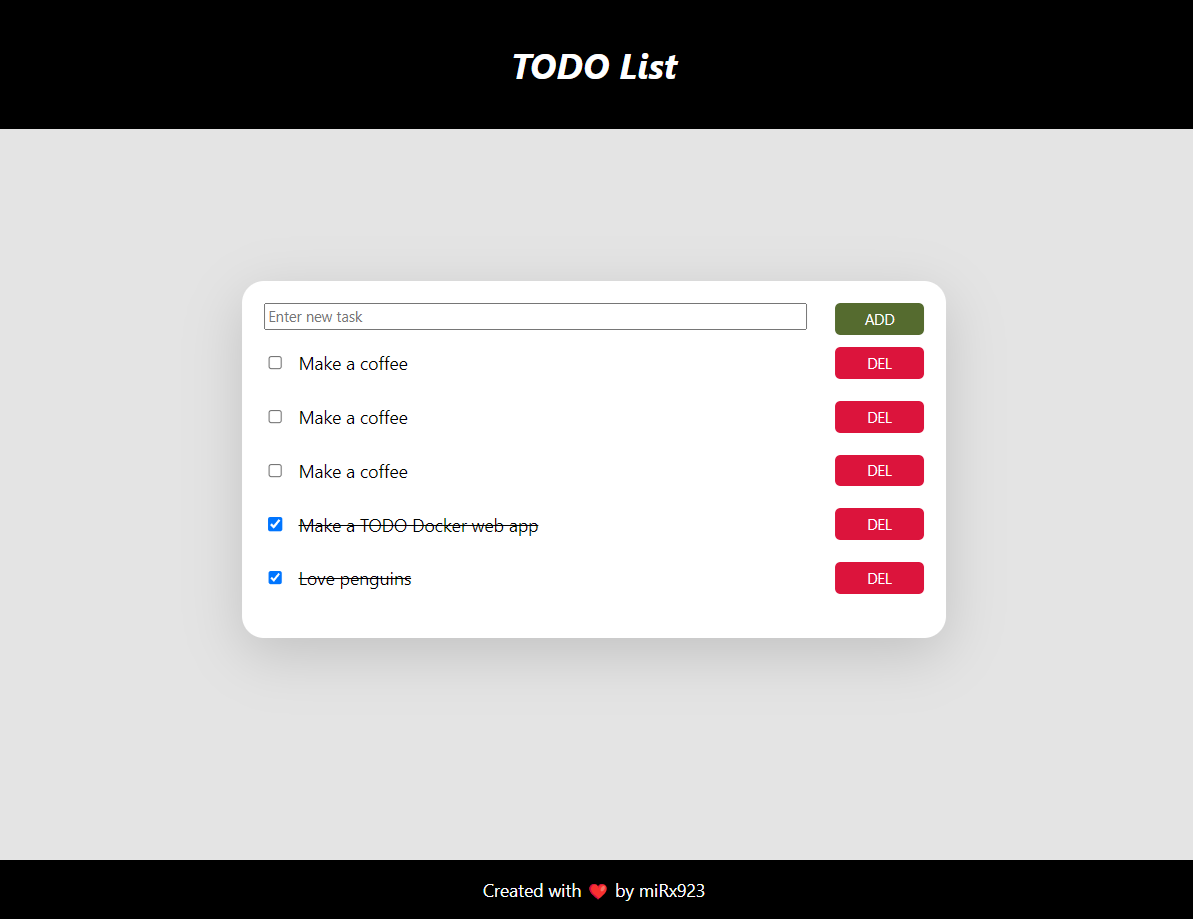 TODO List
Enter new task ADD
Make a coffee DEL
Make a coffee DEL
Make a coffee DEL
Make a TODO Docker web app DEL
Love penguins DEL
Created with ❤️ by miRx923